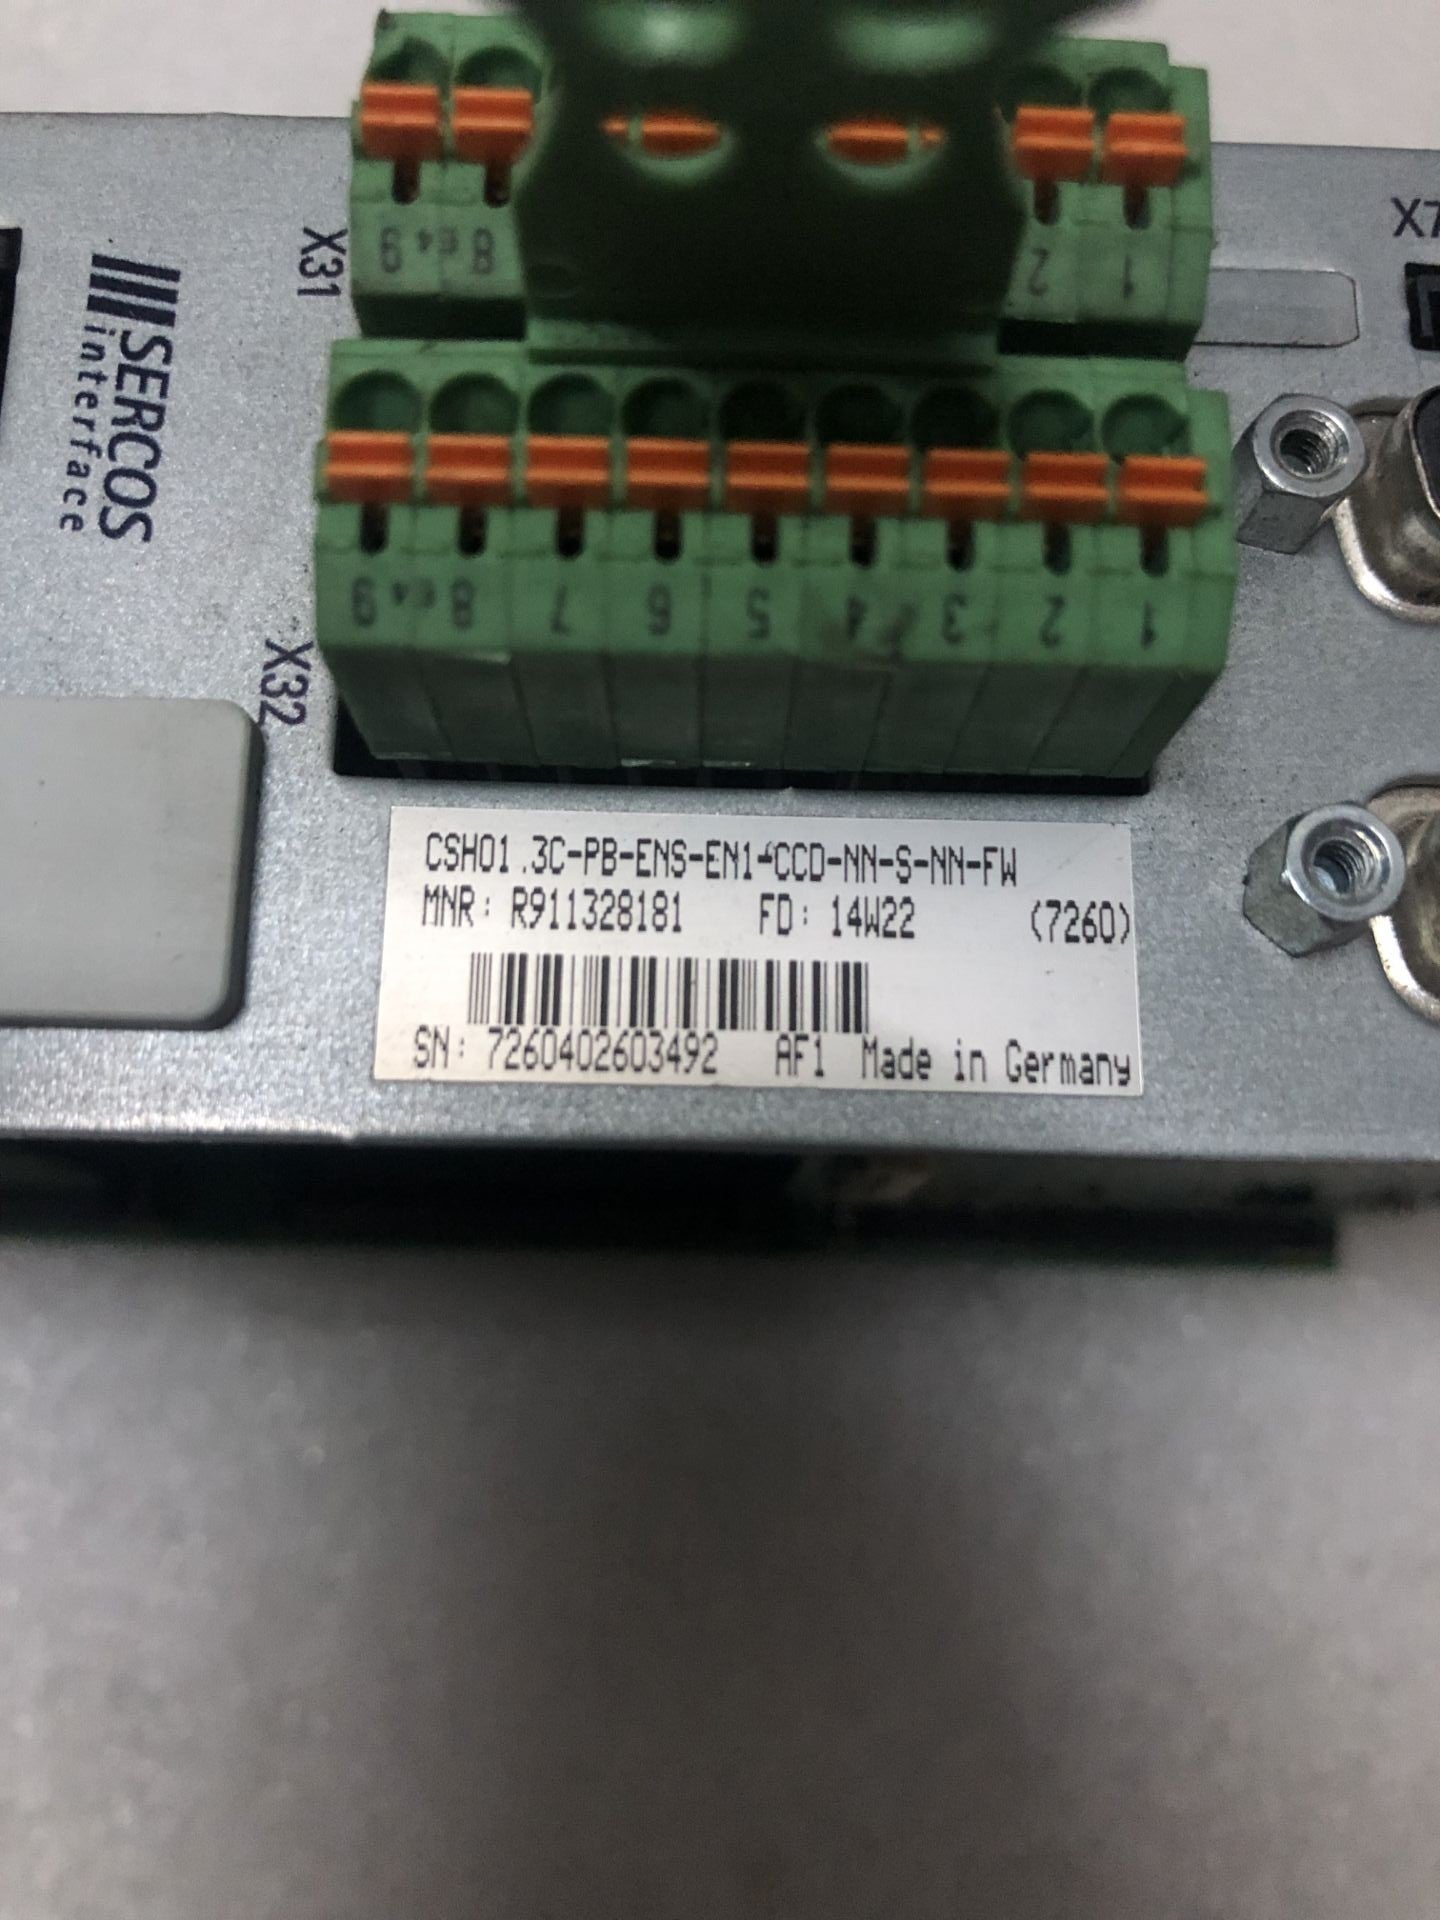 X7
X31
9 8 2 1
SERCOS
interface
9 8 7 6 5 4 3 2 1
X32
CSH01.3C-PB-ENS-EN1-CCD-NN-S-NN-FW
MNR: R911328181 FD: 14W22 (7260)
SN: 7260402603492 AF1 Made in Germany